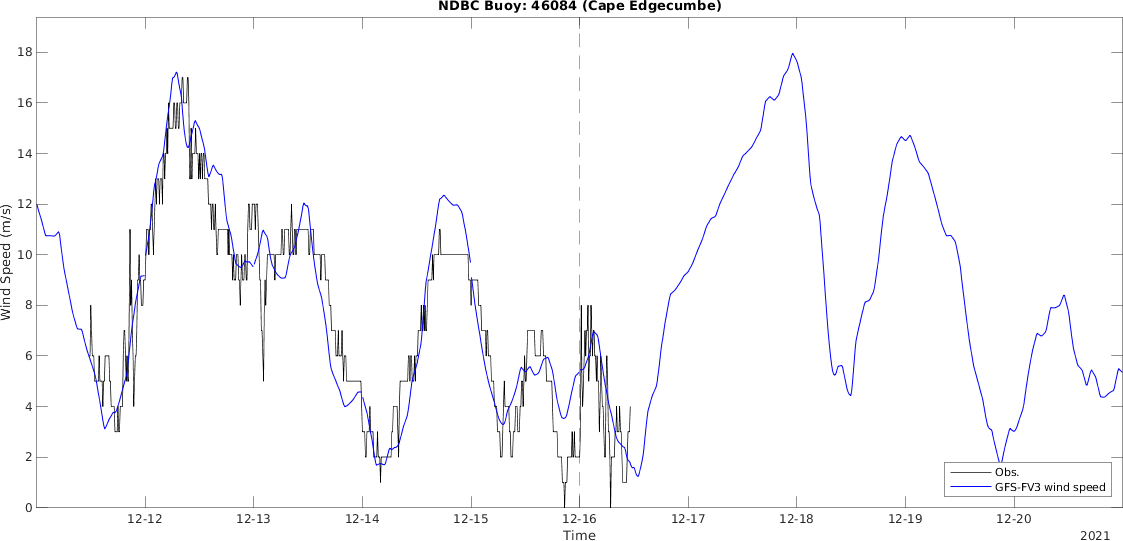 NDBC Buoy: 46084 (Cape Edgecumbe)
Wind Speed (m/s)
18
16
14
12
10
8
6
4
2
0
12-12 12-13 12-14 12-15 12-16 12-17 12-18 12-19 12-20
Time
2021
Obs.
GFS-FV3 wind speed